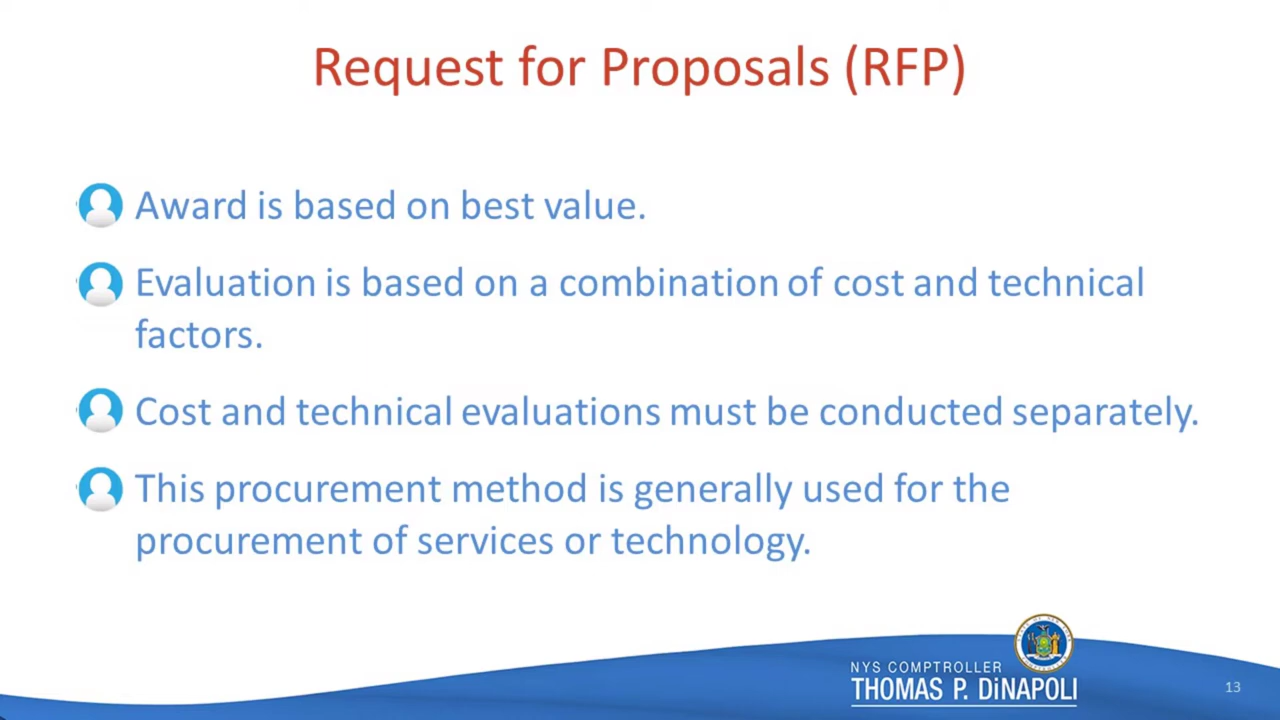 Request for Proposals (RFP)
Award is based on best value.
Evaluation is based on a combination of cost and technical
factors.
Cost and technical evaluations must be conducted separately.
This procurement method is generally used for the
procurement of services or technology.
NYS COMPTROLLER
THOMAS P. DiNAPOLI
13